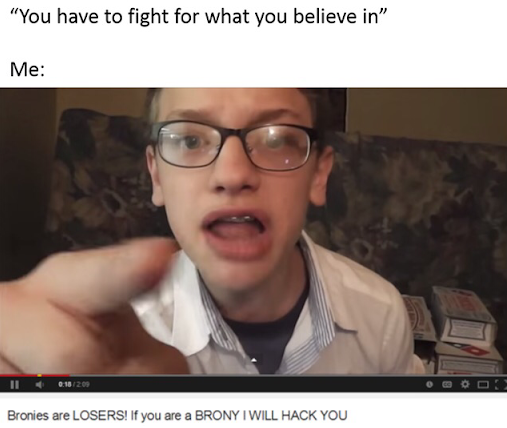 “You have to fight for what you believe in”
Me:
0:18 / 2:09
Bronies are LOSERS! If you are a BRONY I WILL HACK YOU